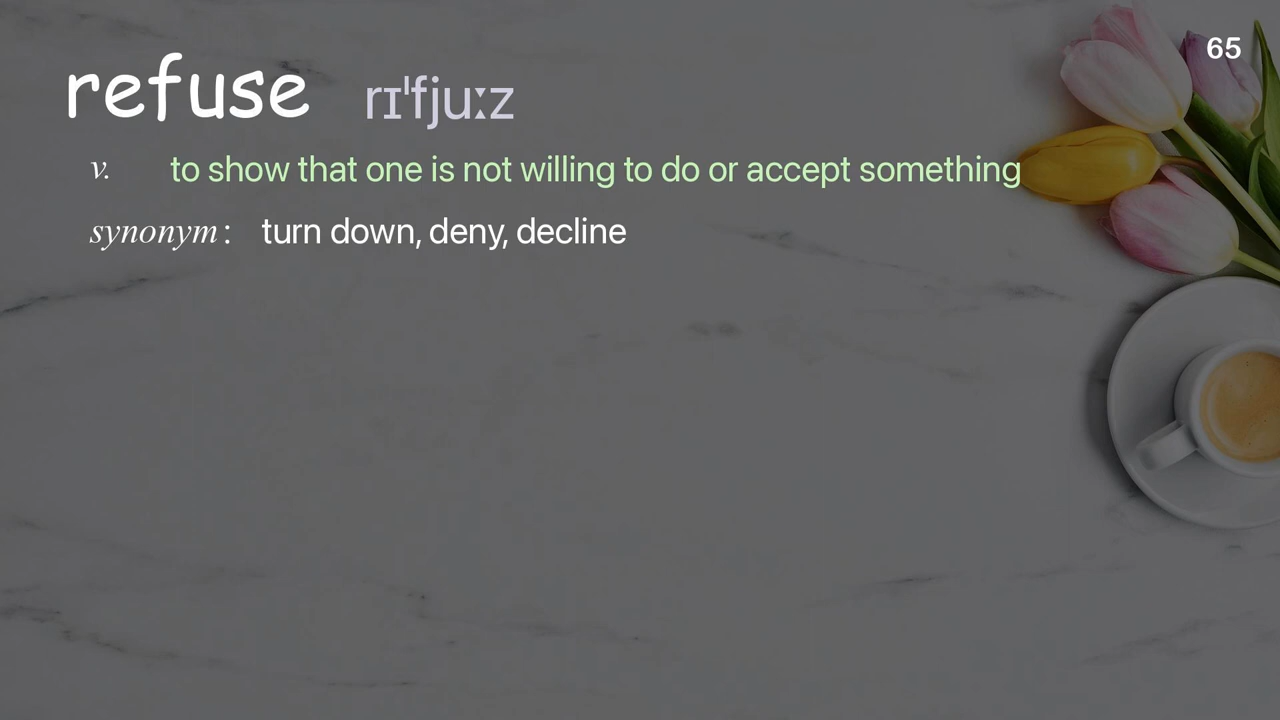 65
refuse rɪˈfjuːz
v. to show that one is not willing to do or accept something
synonym : turn down, deny, decline